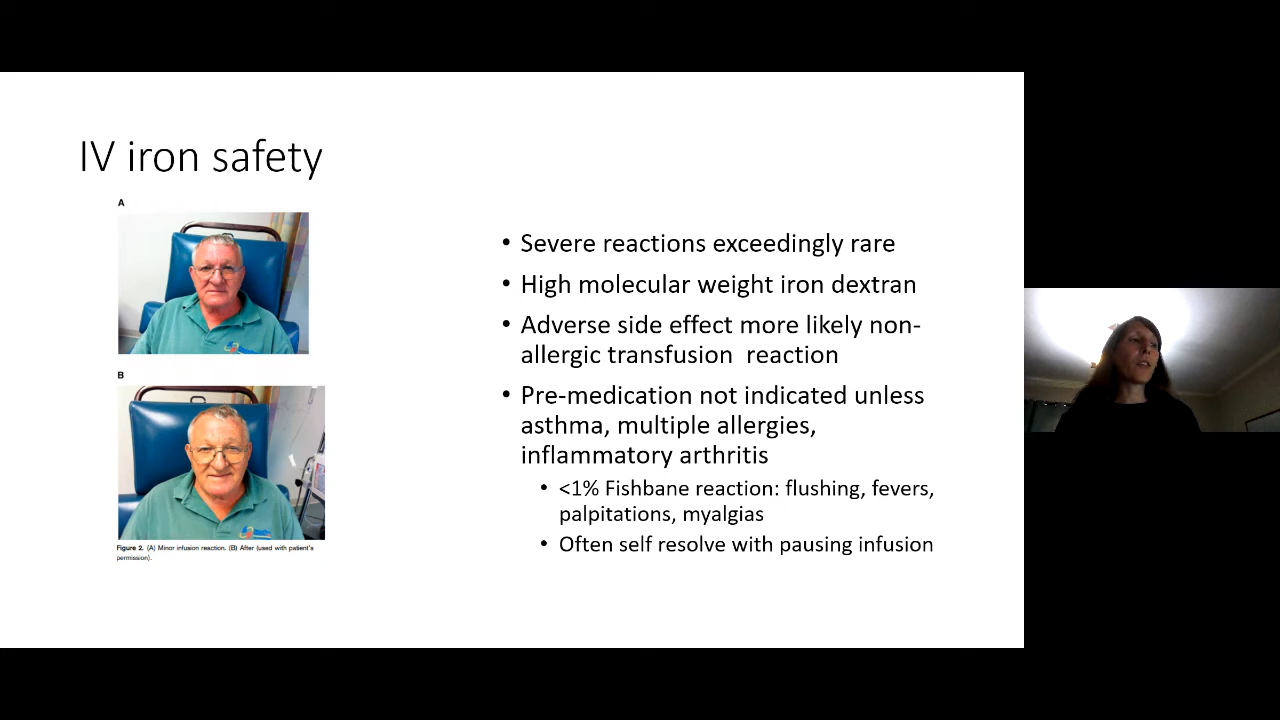 IV iron safety
A
B
Figure 2. (A) Minor infusion reaction. (B) After (used with patient's
permission).
• Severe reactions exceedingly rare
• High molecular weight iron dextran
• Adverse side effect more likely non-
allergic transfusion reaction
• Pre-medication not indicated unless
asthma, multiple allergies,
inflammatory arthritis
• <1% Fishbane reaction: flushing, fevers,
palpitations, myalgias
• Often self resolve with pausing infusion